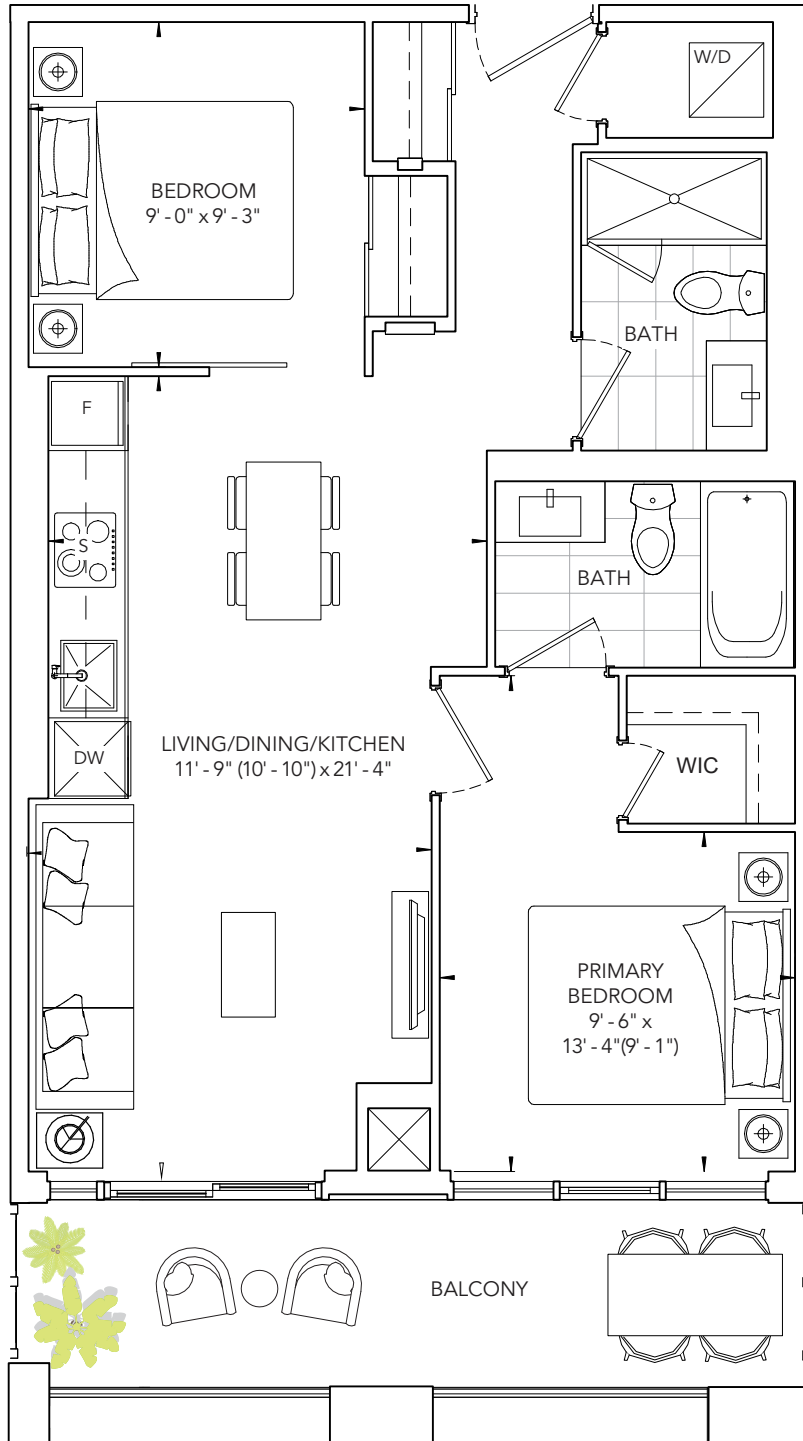 W/D
BEDROOM
9' - 0" x 9' - 3"
BATH
F
S
BATH
DW
LIVING/DINING/KITCHEN
11' - 9" (10' - 10") x 21' - 4"
WIC
PRIMARY
BEDROOM
9' - 6" x
13' - 4"(9' - 1")
BALCONY